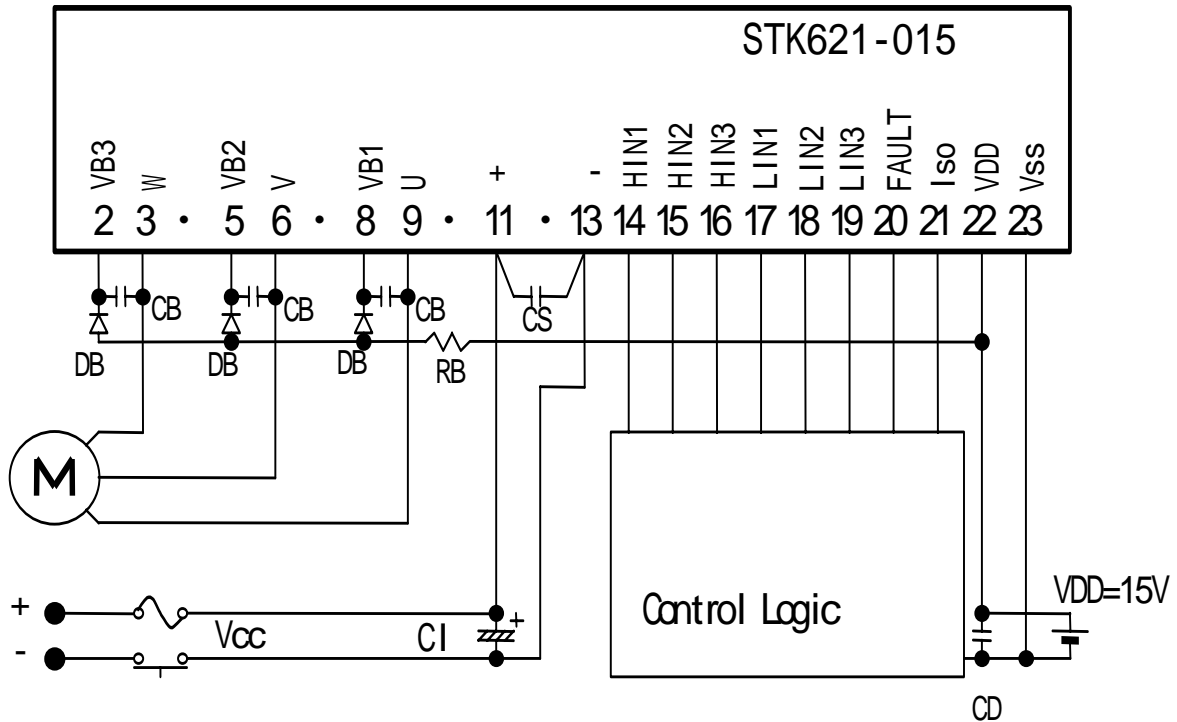 STK621-015
VB3 W VB2 V VB1 U + - HIN1 HIN2 HIN3 LIN1 LIN2 LIN3 FAULT Iso VDD Vss
2 3 · 5 6 · 8 9 · 11 · 13 14 15 16 17 18 19 20 21 22 23
CB CB CB CS
DB DB DB RB
M
+ Vcc CI +
-
Control Logic
VDD=15V
CD